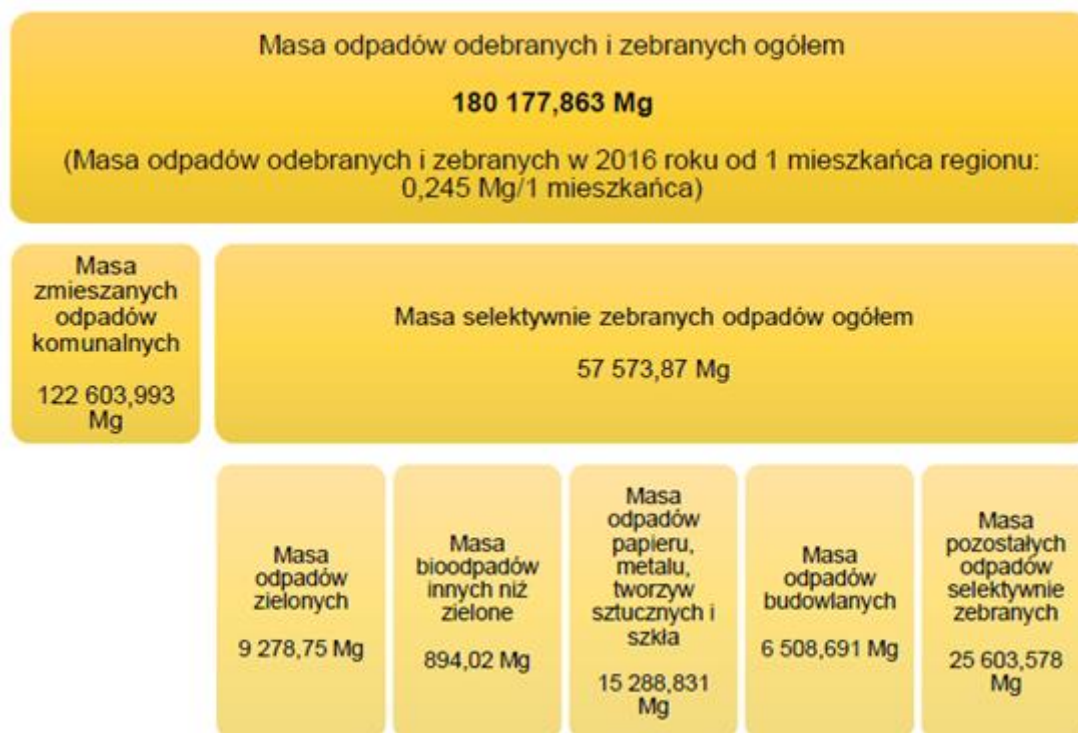 Masa odpadów odebranych i zebranych ogółem
180 177,863 Mg
(Masa odpadów odebranych i zebranych w 2016 roku od 1 mieszkańca regionu:
0,245 Mg/1 mieszkańca)
Masa
zmieszanych
odpadów
komunalnych
122 603,993
Mg
Masa selektywnie zebranych odpadów ogółem
57 573,87 Mg
Masa
odpadów
zielonych
9 278,75 Mg
Masa
bioodpadów
innych niż
zielone
894,02 Mg
Masa
odpadów
papieru,
metalu,
tworzyw
sztucznych i
szkła
15 288,831
Mg
Masa
odpadów
budowlanych
6 508,691 Mg
Masa
pozostałych
odpadów
selektywnie
zebranych
25 603,578
Mg